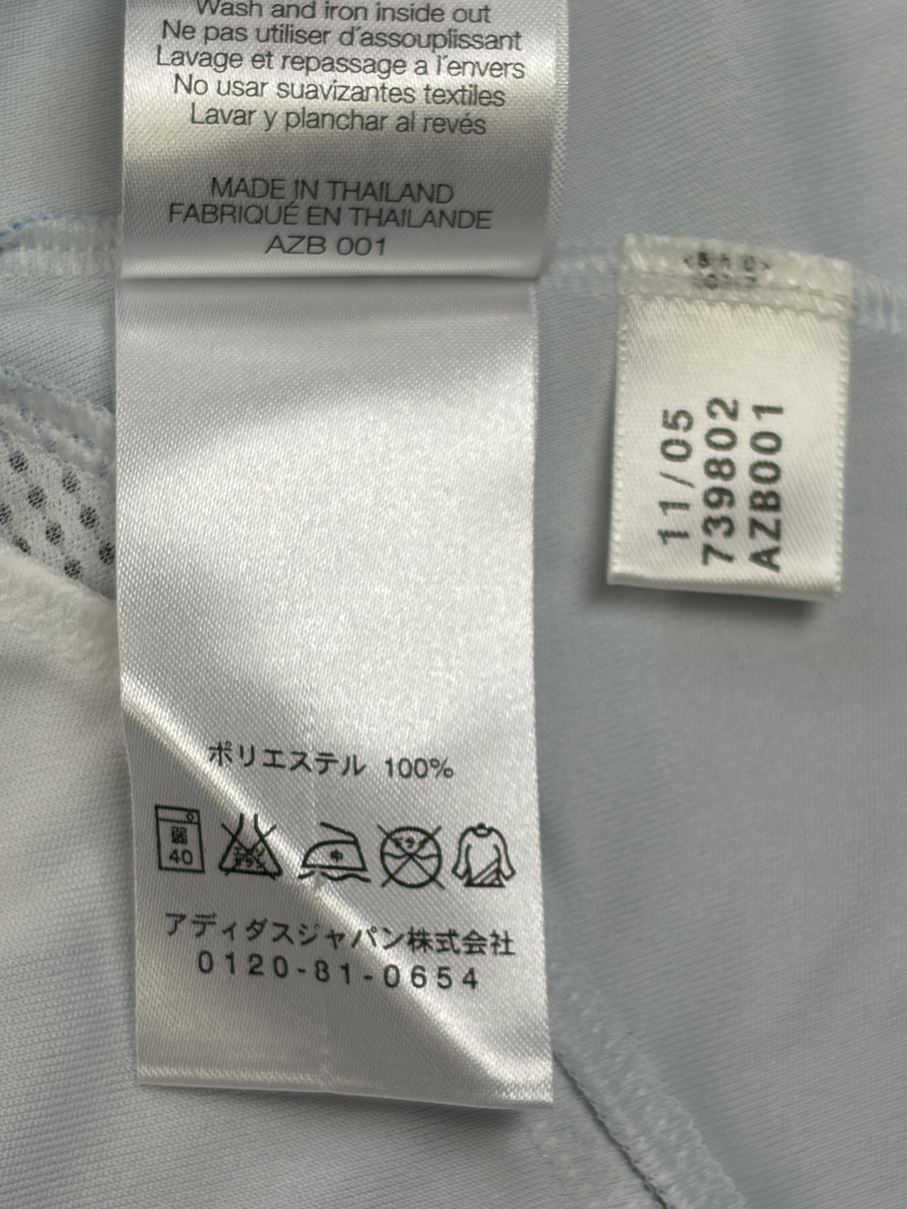 Wash and iron inside out
Ne pas utiliser d'assouplissant
Lavage et repassage a l'envers
No usar suavizantes textiles
Lavar y planchar al revés
MADE IN THAILAND
FABRIQUÉ EN THAILANDE
AZB 001
ポリエステル 100%
弱
40
中
アディダスジャパン株式会社
0120-81-0654
11/05
739802
AZB001